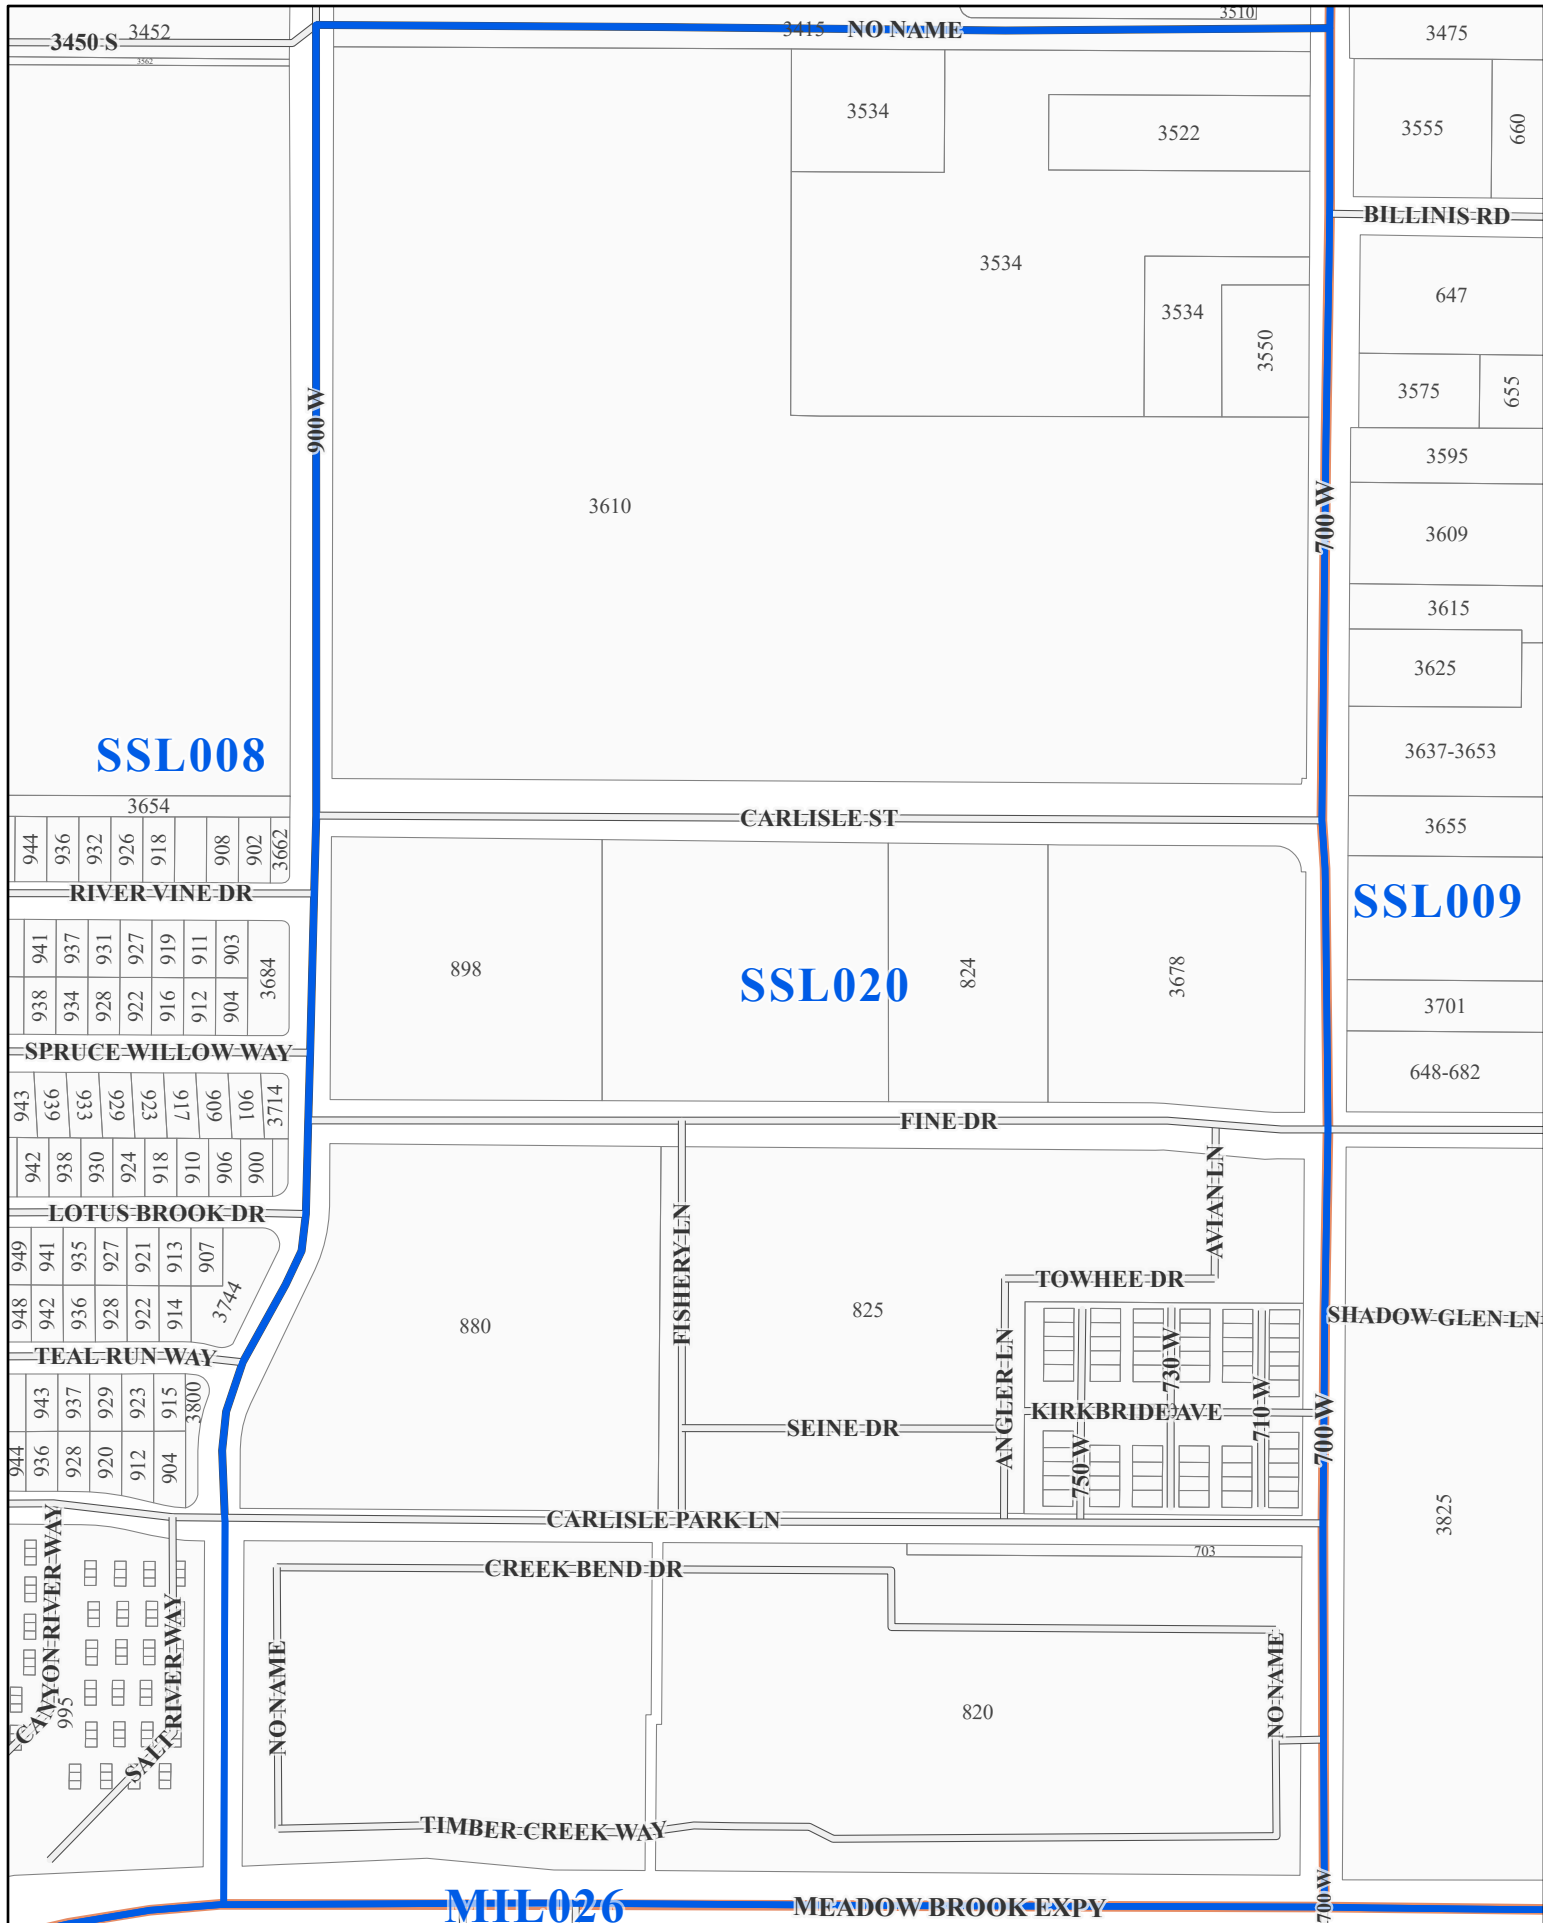 3510
3415
NO NAME
3450 S
3452
3562
3475
3534
3522
3555
660
BILLINIS RD
3534
647
3534
3550
3575
655
900 W
3595
3610
700 W
3609
3615
3625
SSL008
3637-3653
3654
CARLISLE ST
3655
944
936
932
926
918
908
902
3662
RIVER VINE DR
SSL009
941
937
931
927
919
911
903
3684
898
SSL020
824
3678
938
934
928
922
916
912
904
3701
SPRUCE WILLOW WAY
648-682
943
939
933
929
923
917
909
901
3714
FINE DR
942
938
930
924
918
910
906
900
AVIAN LN
LOTUS BROOK DR
949
941
935
927
921
913
907
FISHERY LN
TOWHEE DR
948
942
936
928
922
914
3744
880
825
SHADOW GLEN LN
TEAL RUN WAY
ANGLER LN
730 W
943
937
929
923
915
3800
KIRKBRIDE AVE
710 W
700 W
SEINE DR
944
936
928
920
912
904
750 W
CARLISLE PARK LN
3825
703
CREEK BEND DR
CANYON RIVER WAY
SALT RIVER WAY
995
NO NAME
820
NO NAME
TIMBER CREEK WAY
MIL026
MEADOW BROOK EXPY
700 W